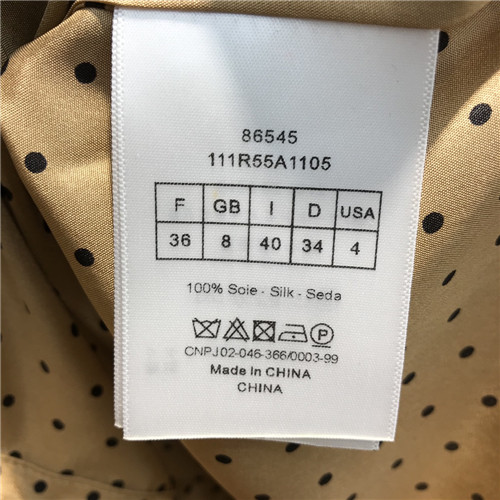 86545
111R55A1105
F GB I D USA
36 8 40 34 4
100% Soie - Silk - Seda
P
CNPJ02-046-366/0003-99
Made In CHINA
CHINA